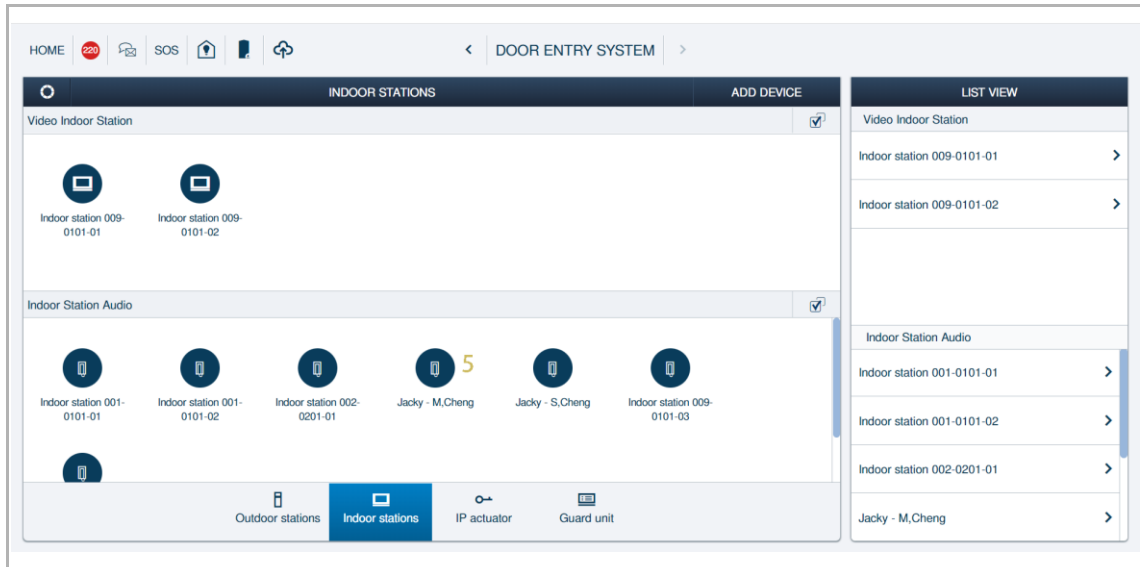 HOME 220 SOS < DOOR ENTRY SYSTEM >
INDOOR STATIONS ADD DEVICE
Video Indoor Station
Indoor station 009-
0101-01
Indoor station 009-
0101-02
Indoor Station Audio
5
Indoor station 001-
0101-01
Indoor station 001-
0101-02
Indoor station 002-
0201-01
Jacky - M,Cheng
Jacky - S,Cheng
Indoor station 009-
0101-03
Outdoor stations
Indoor stations
IP actuator
Guard unit
LIST VIEW
Video Indoor Station
Indoor station 009-0101-01
Indoor station 009-0101-02
Indoor Station Audio
Indoor station 001-0101-01
Indoor station 001-0101-02
Indoor station 002-0201-01
Jacky - M,Cheng